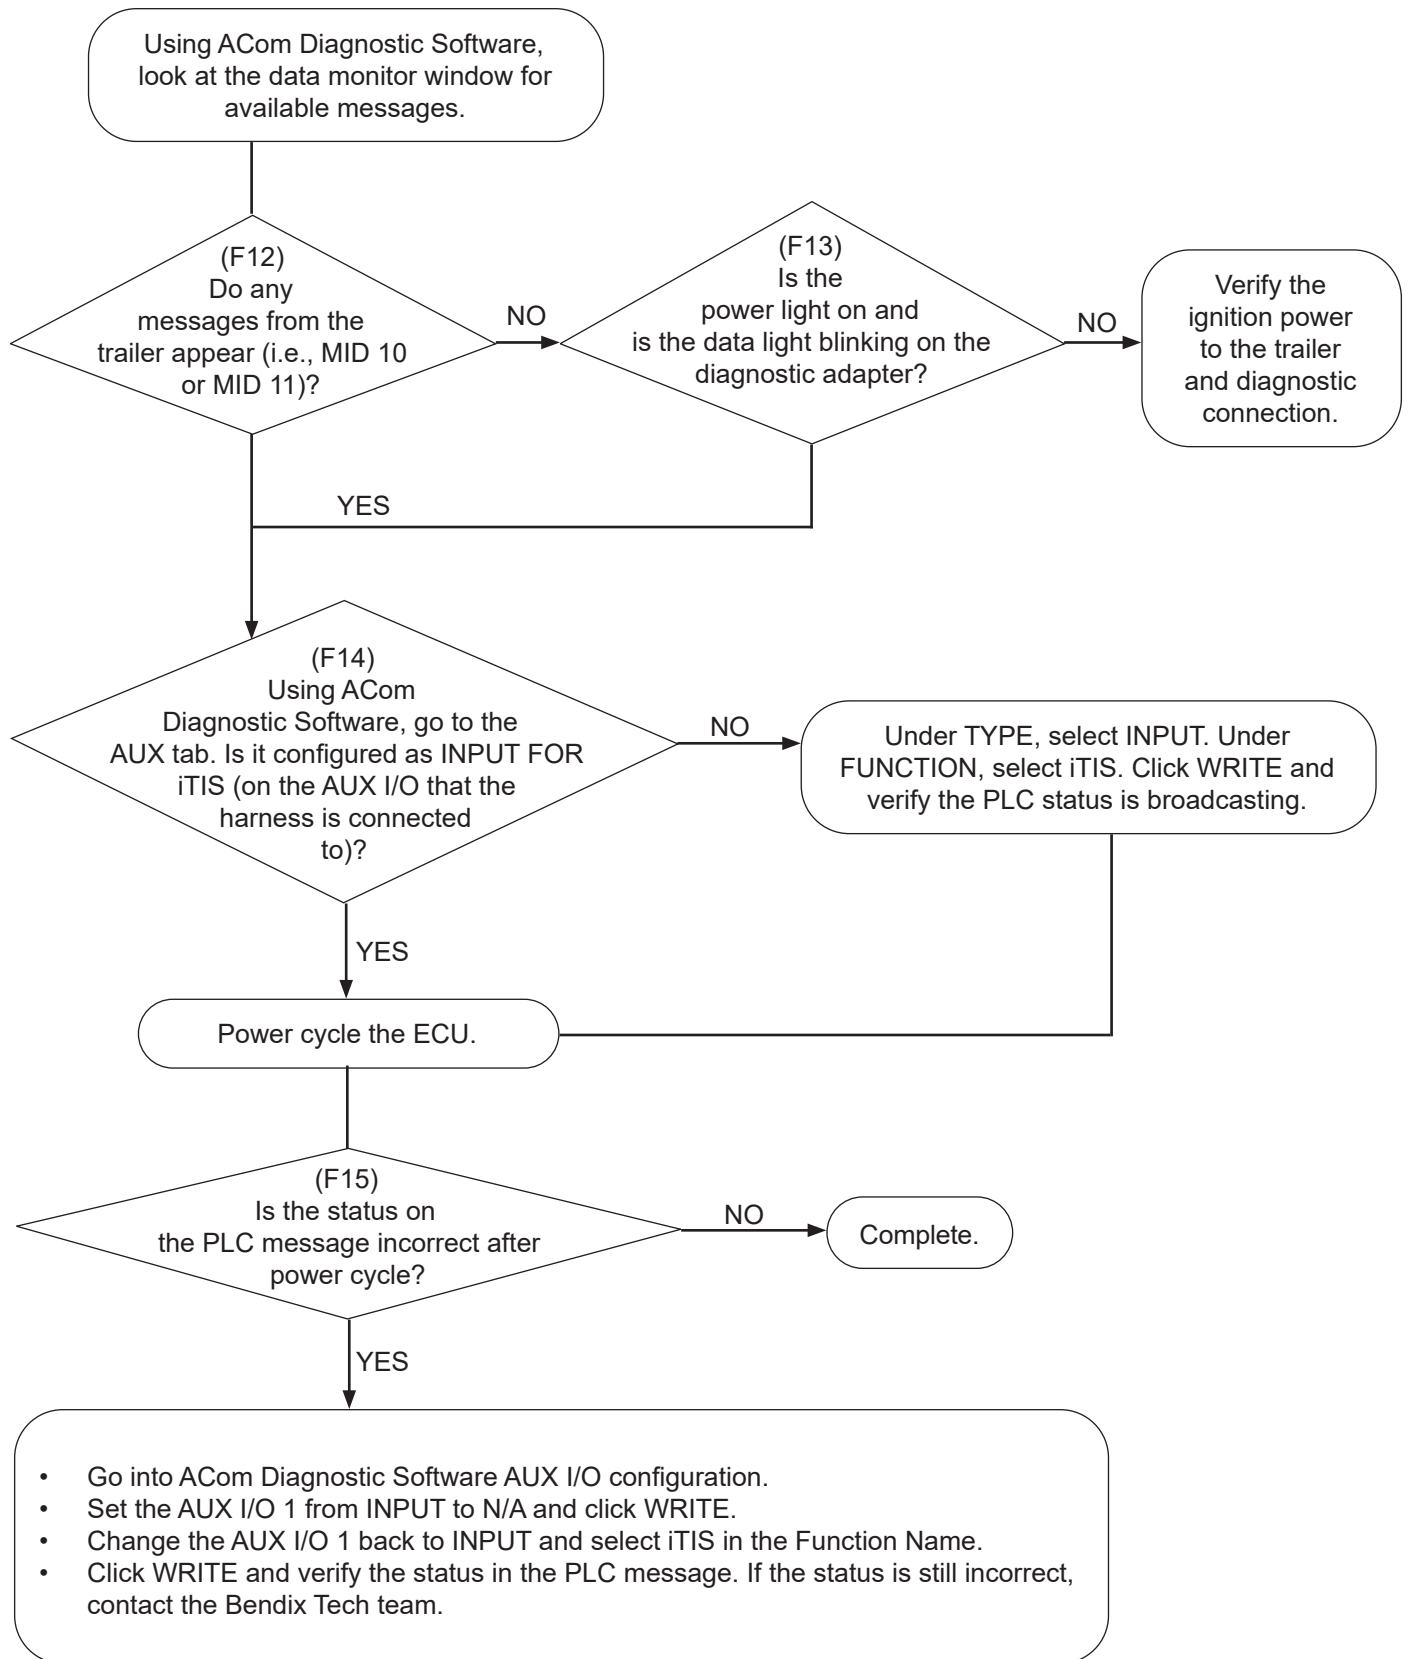 Using ACom Diagnostic Software,
look at the data monitor window for
available messages.
(F12)
Do any
messages from the
trailer appear (i.e., MID 10
or MID 11)?
NO
(F13)
Is the
power light on and
is the data light blinking on the
diagnostic adapter?
NO
Verify the
ignition power
to the trailer
and diagnostic
connection.
YES
(F14)
Using ACom
Diagnostic Software, go to the
AUX tab. Is it configured as INPUT FOR
iTIS (on the AUX I/O that the
harness is connected
to)?
NO
Under TYPE, select INPUT. Under
FUNCTION, select iTIS. Click WRITE and
verify the PLC status is broadcasting.
YES
Power cycle the ECU.
(F15)
Is the status on
the PLC message incorrect after
power cycle?
NO
Complete.
YES
• Go into ACom Diagnostic Software AUX I/O configuration.
• Set the AUX I/O 1 from INPUT to N/A and click WRITE.
• Change the AUX I/O 1 back to INPUT and select iTIS in the Function Name.
• Click WRITE and verify the status in the PLC message. If the status is still incorrect,
contact the Bendix Tech team.